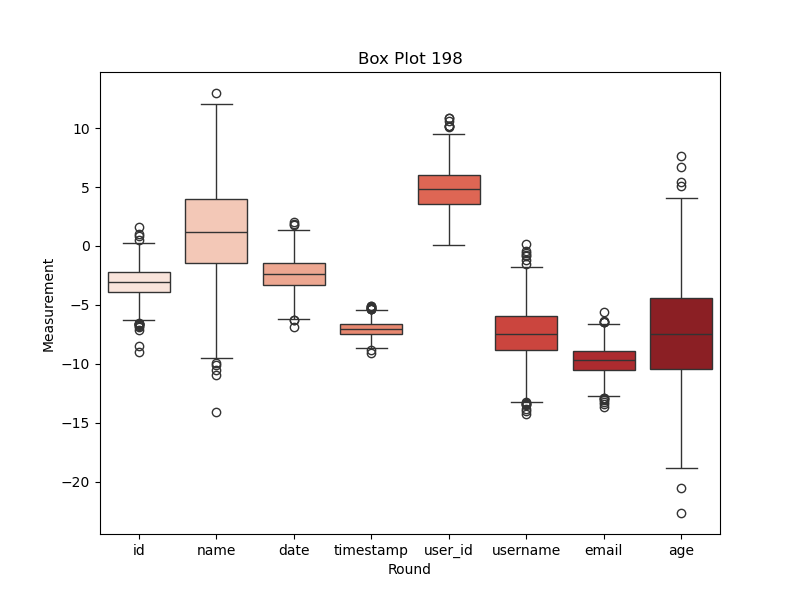 Box Plot 198
Measurement
10
5
0
−5
−10
−15
−20
id name date timestamp user_id username email age
Round